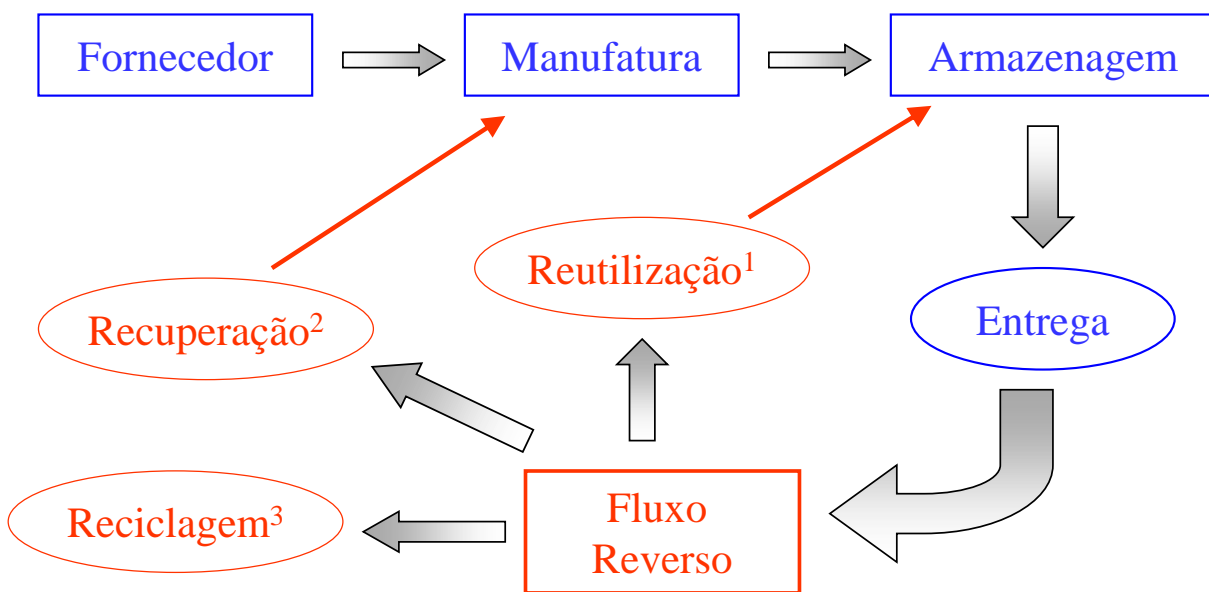 Fornecedor
Manufatura
Armazenagem
Reutilização¹
Recuperação²
Entrega
Reciclagem³
Fluxo
Reverso